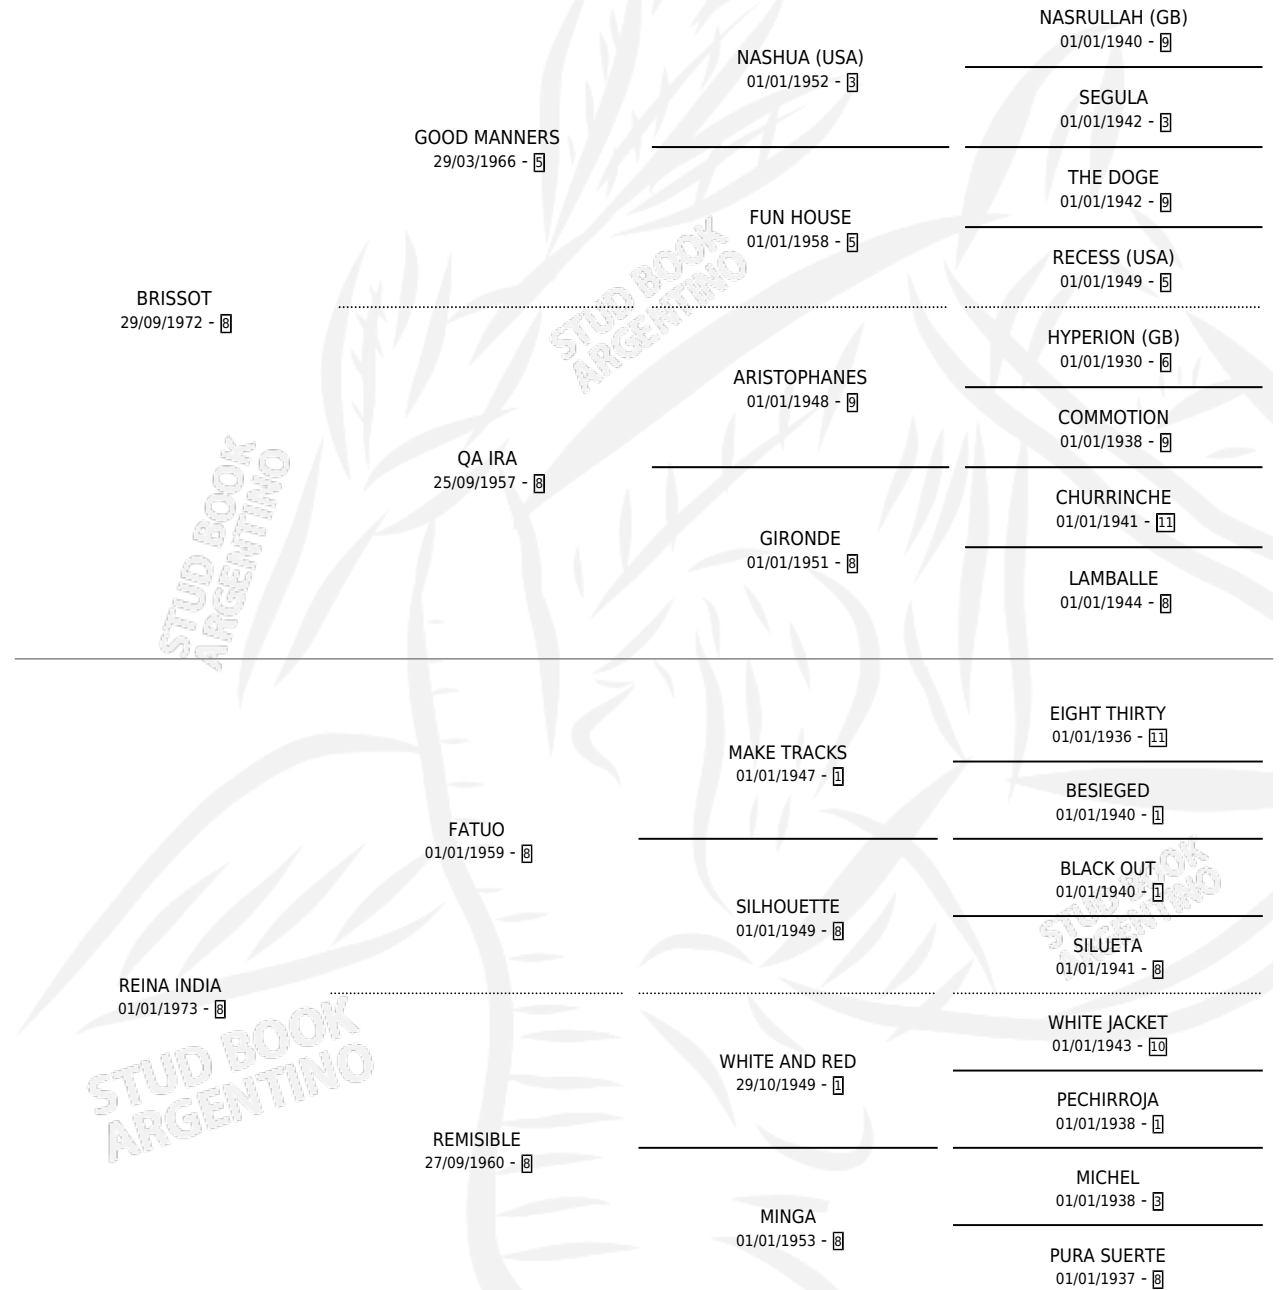 NASRULLAH (GB)
01/01/1940 - 9
NASHUA (USA)
01/01/1952 - 3
SEGULA
01/01/1942 - 3
GOOD MANNERS
29/03/1966 - 5
THE DOGE
01/01/1942 - 9
FUN HOUSE
01/01/1958 - 5
RECESS (USA)
01/01/1949 - 5
BRISSOT
29/09/1972 - 8
STUD BOOK
ARGENTINO
HYPERION (GB)
01/01/1930 - 6
ARISTOPHANES
01/01/1948 - 9
COMMOTION
01/01/1938 - 9
QA IRA
25/09/1957 - 8
STUD BOOK
ARGENTINO
CHURRINCHE
01/01/1941 - 11
GIRONDE
01/01/1951 - 8
LAMBALLE
01/01/1944 - 8
EIGHT THIRTY
01/01/1936 - 11
MAKE TRACKS
01/01/1947 - 1
BESIEGED
01/01/1940 - 1
FATUO
01/01/1959 - 8
BLACK OUT
01/01/1940 - 1
STUD BOOK
ARGENTINO
SILHOUETTE
01/01/1949 - 8
SILUETA
01/01/1941 - 8
REINA INDIA
01/01/1973 - 8
STUD BOOK
ARGENTINO
WHITE JACKET
01/01/1943 - 10
WHITE AND RED
29/10/1949 - 1
PECHIRROJA
01/01/1938 - 1
REMISIBLE
27/09/1960 - 8
MICHEL
01/01/1938 - 3
MINGA
01/01/1953 - 8
PURA SUERTE
01/01/1937 - 8